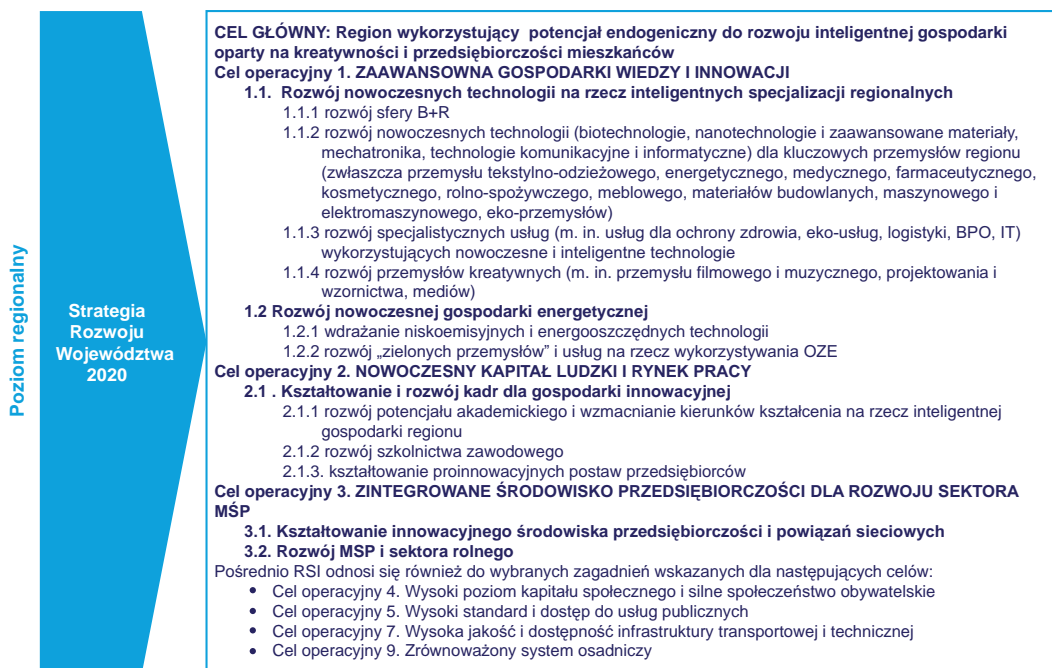 Poziom regionalny
Strategia
Rozwoju
Województwa
2020
CEL GŁÓWNY: Region wykorzystujący potencjał endogeniczny do rozwoju inteligentnej gospodarki
oparty na kreatywności i przedsiębiorczości mieszkańców
Cel operacyjny 1. ZAAWANSOWNA GOSPODARKI WIEDZY I INNOWACJI
1.1. Rozwój nowoczesnych technologii na rzecz inteligentnych specjalizacji regionalnych
1.1.1 rozwój sfery B+R
1.1.2 rozwój nowoczesnych technologii (biotechnologie, nanotechnologie i zaawansowane materiały,
mechatronika, technologie komunikacyjne i informatyczne) dla kluczowych przemysłów regionu
(zwłaszcza przemysłu tekstylno-odzieżowego, energetycznego, medycznego, farmaceutycznego,
kosmetycznego, rolno-spożywczego, meblowego, materiałów budowlanych, maszynowego i
elektromaszynowego, eko-przemysłów)
1.1.3 rozwój specjalistycznych usług (m. in. usług dla ochrony zdrowia, eko-usług, logistyki, BPO, IT)
wykorzystujących nowoczesne i inteligentne technologie
1.1.4 rozwój przemysłów kreatywnych (m. in. przemysłu filmowego i muzycznego, projektowania i
wzornictwa, mediów)
1.2 Rozwój nowoczesnej gospodarki energetycznej
1.2.1 wdrażanie niskoemisyjnych i energooszczędnych technologii
1.2.2 rozwój „zielonych przemysłów” i usług na rzecz wykorzystywania OZE
Cel operacyjny 2. NOWOCZESNY KAPITAŁ LUDZKI I RYNEK PRACY
2.1 . Kształtowanie i rozwój kadr dla gospodarki innowacyjnej
2.1.1 rozwój potencjału akademickiego i wzmacnianie kierunków kształcenia na rzecz inteligentnej
gospodarki regionu
2.1.2 rozwój szkolnictwa zawodowego
2.1.3. kształtowanie proinnowacyjnych postaw przedsiębiorców
Cel operacyjny 3. ZINTEGROWANE ŚRODOWISKO PRZEDSIĘBIORCZOŚCI DLA ROZWOJU SEKTORA
MŚP
3.1. Kształtowanie innowacyjnego środowiska przedsiębiorczości i powiązań sieciowych
3.2. Rozwój MSP i sektora rolnego
Pośrednio RSI odnosi się również do wybranych zagadnień wskazanych dla następujących celów:
• Cel operacyjny 4. Wysoki poziom kapitału społecznego i silne społeczeństwo obywatelskie
• Cel operacyjny 5. Wysoki standard i dostęp do usług publicznych
• Cel operacyjny 7. Wysoka jakość i dostępność infrastruktury transportowej i technicznej
• Cel operacyjny 9. Zrównoważony system osadniczy